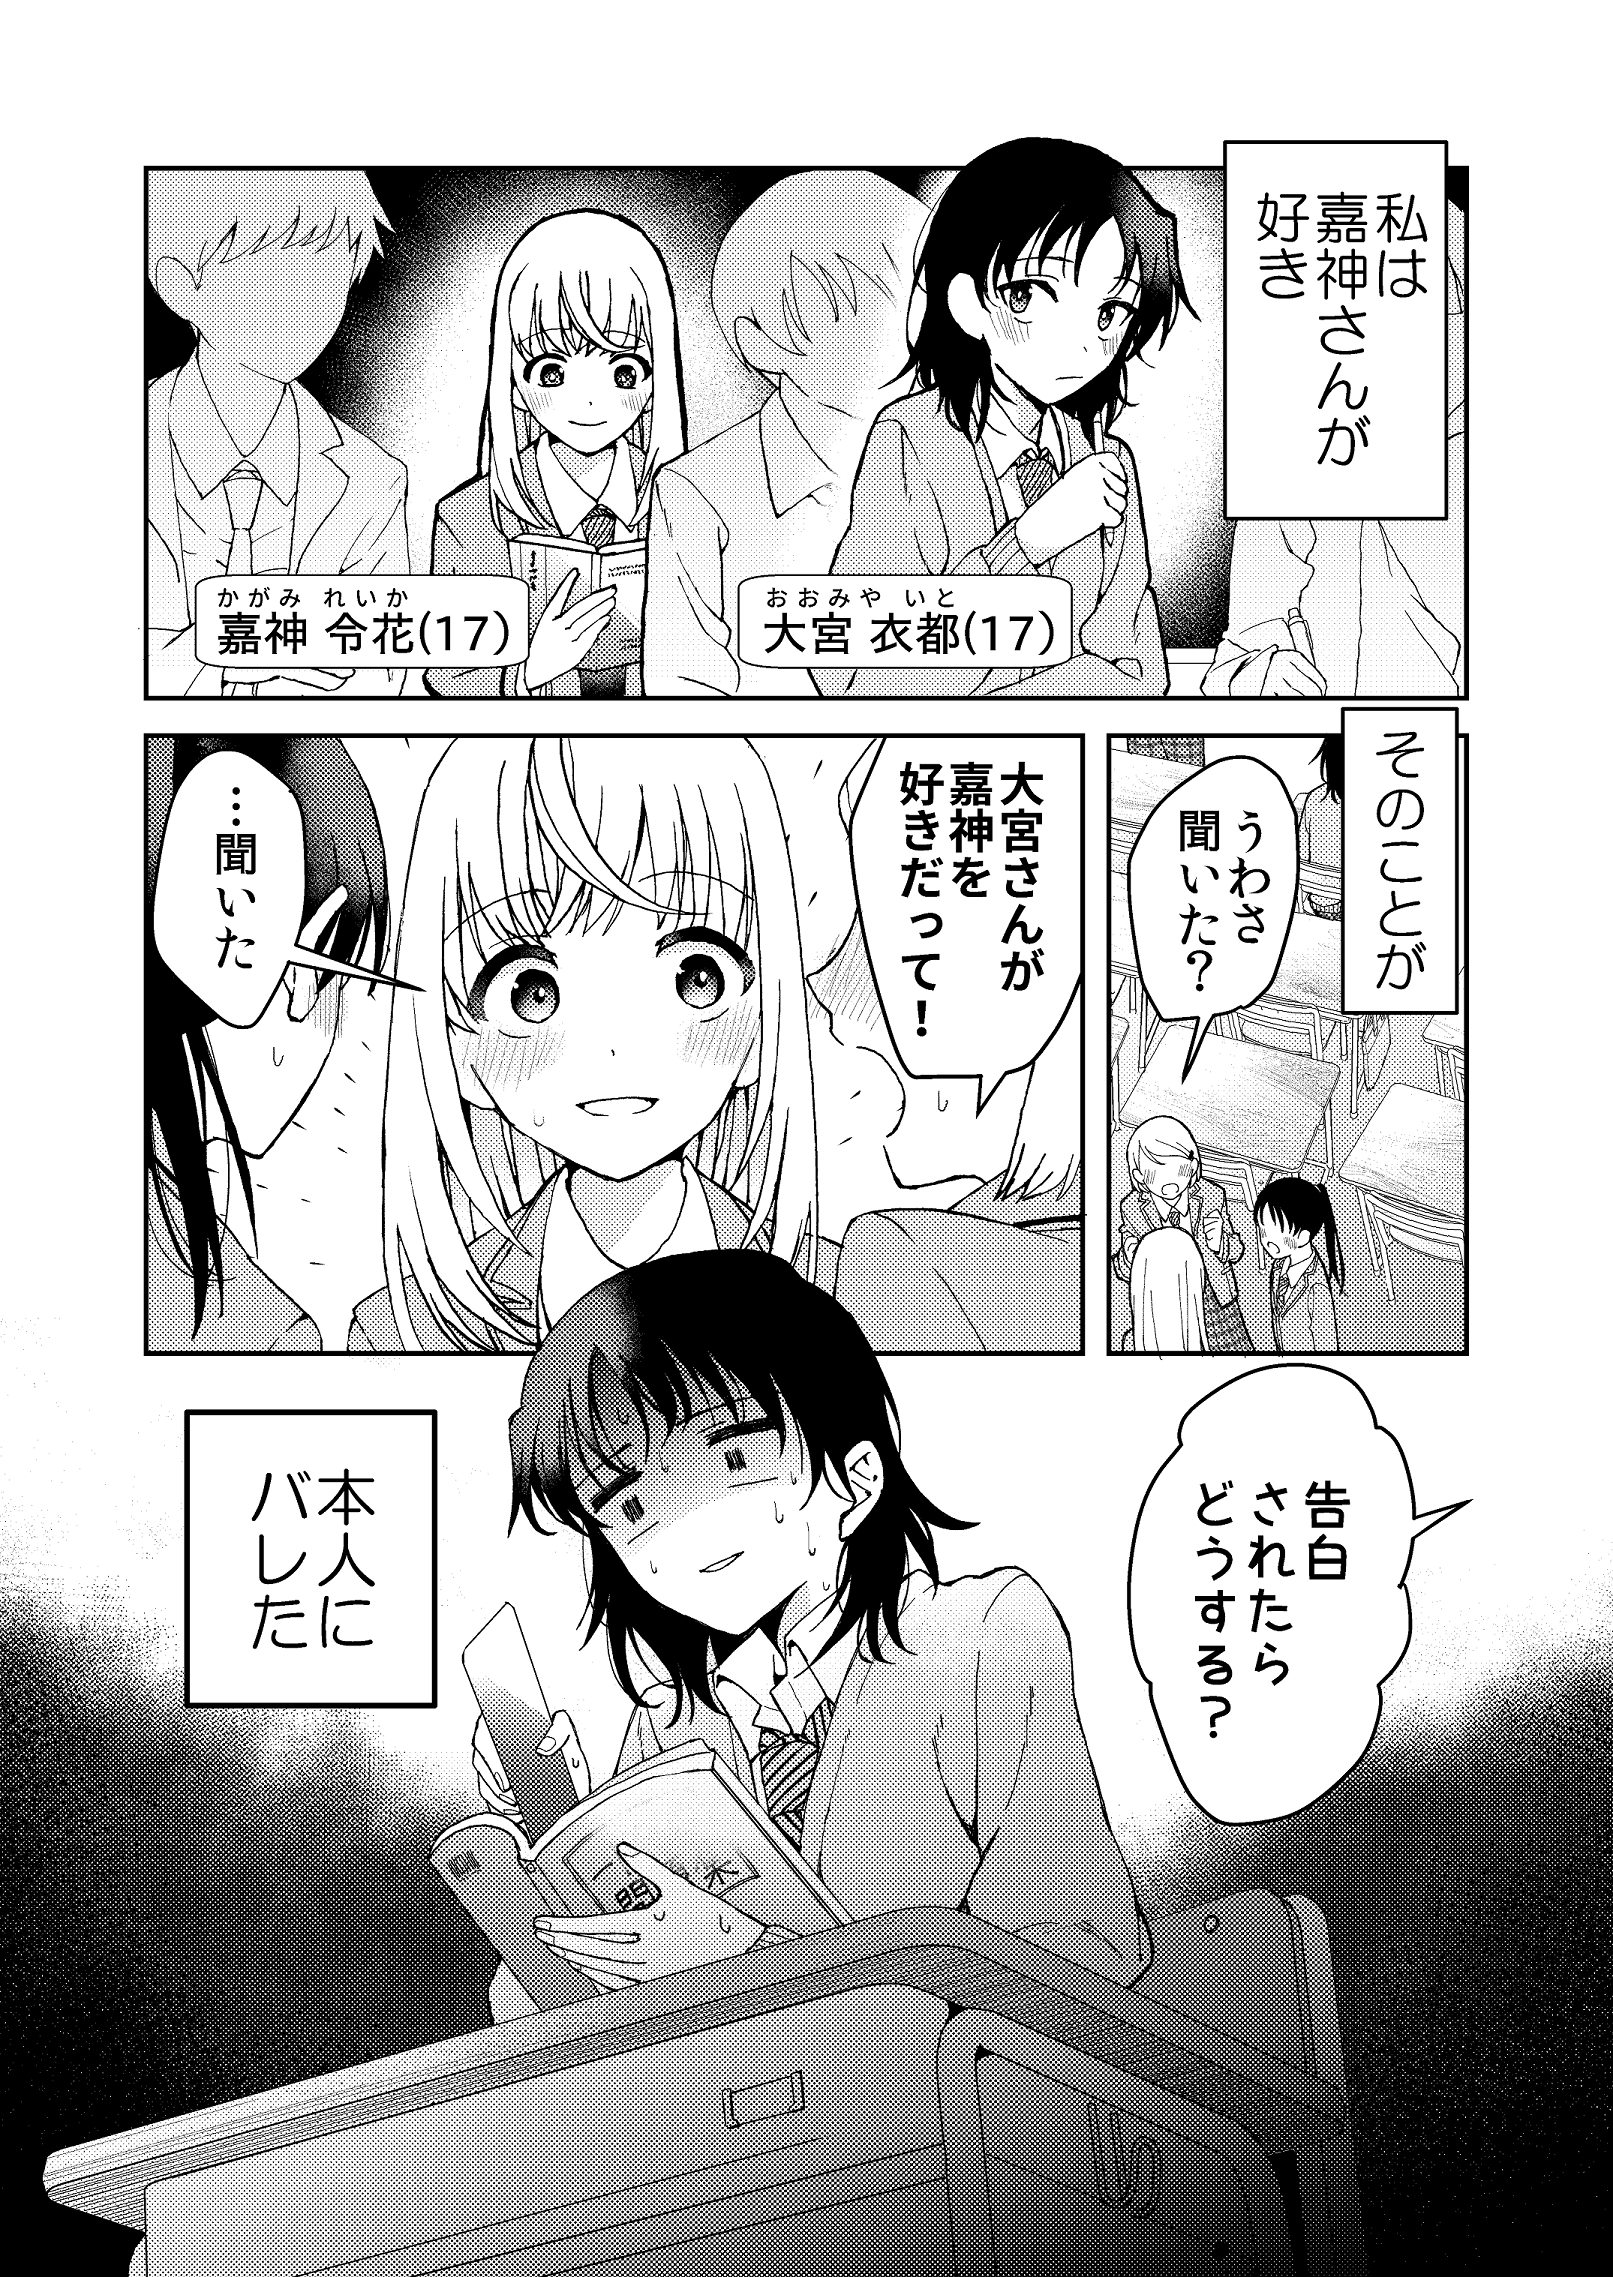 私は
嘉神さんが
好き
おおみや いと
大宮 衣都(17)
かがみ れいか
嘉神 令花(17)
そのことが
うわさ
聞いた？
大宮さんが
嘉神を
好きだって！
…聞いた
告白
されたら
どうする？
本人に
バレた